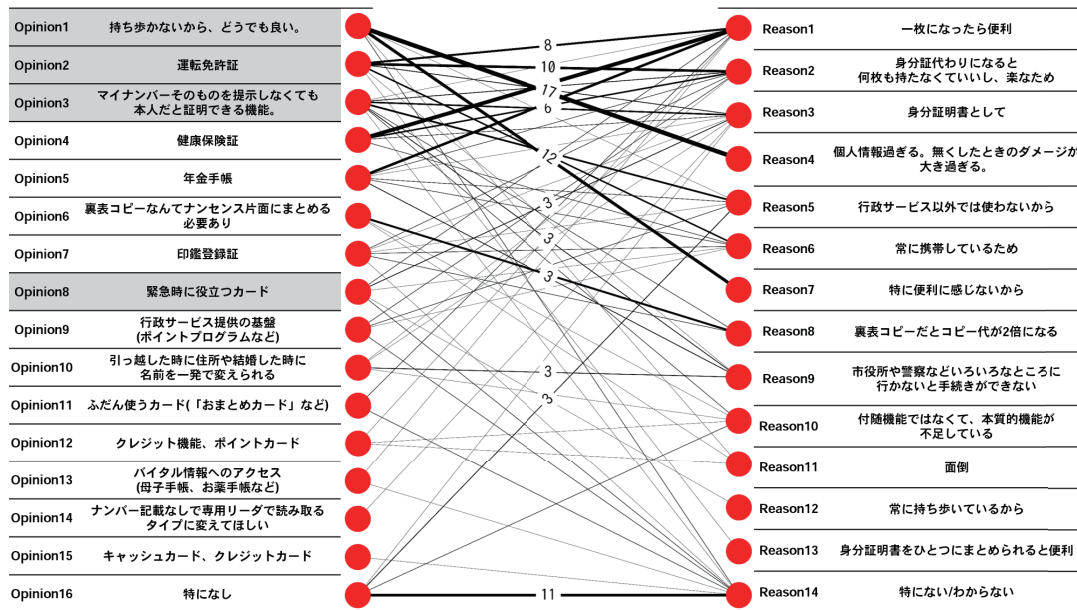 Opinion1 持ち歩かないから、どうでも良い。
Opinion2 運転免許証
Opinion3 マイナンバーそのものを提示しなくても
本人だと証明できる機能。
Opinion4 健康保険証
Opinion5 年金手帳
Opinion6 裏表コピーなんてナンセンス片面にまとめる
必要あり
Opinion7 印鑑登録証
Opinion8 緊急時に役立つカード
Opinion9 行政サービス提供の基盤
(ポイントプログラムなど)
Opinion10 引っ越した時に住所や結婚した時に
名前を一発で変えられる
Opinion11 ふだん使うカード(「おまとめカード」など)
Opinion12 クレジット機能、ポイントカード
Opinion13 バイタル情報へのアクセス
(母子手帳、お薬手帳など)
Opinion14 ナンバー記載なしで専用リーダで読み取る
タイプに変えてほしい
Opinion15 キャッシュカード、クレジットカード
Opinion16 特になし
8
10
17
6
12
3
3
3
3
3
11
Reason1 一枚になったら便利
Reason2 身分証代わりになると
何枚も持たなくていいし、楽なため
Reason3 身分証明書として
Reason4 個人情報過ぎる。無くしたときのダメージが
大き過ぎる。
Reason5 行政サービス以外では使わないから
Reason6 常に携帯しているため
Reason7 特に便利に感じないから
Reason8 裏表コピーだとコピー代が2倍になる
Reason9 市役所や警察などいろいろなところに
行かないと手続きができない
Reason10 付随機能ではなくて、本質的機能が
不足している
Reason11 面倒
Reason12 常に持ち歩いているから
Reason13 身分証明書をひとつにまとめられると便利
Reason14 特にない/わからない